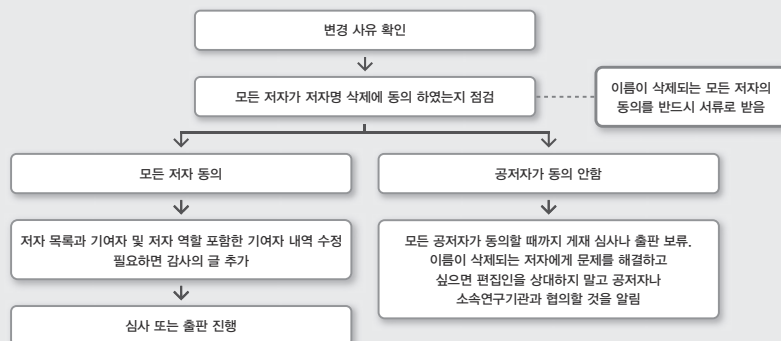 변경 사유 확인
모든 저자가 저자명 삭제에 동의 하였는지 점검
이름이 삭제되는 모든 저자의
동의를 반드시 서류로 받음
모든 저자 동의
공저자가 동의 안함
저자 목록과 기여자 및 저자 역할 포함한 기여자 내역 수정
필요하면 감사의 글 추가
모든 공저자가 동의할 때까지 게재 심사나 출판 보류.
이름이 삭제되는 저자에게 문제를 해결하고
싶으면 편집인을 상대하지 말고 공저자나
소속연구기관과 협의할 것을 알림
심사 또는 출판 진행